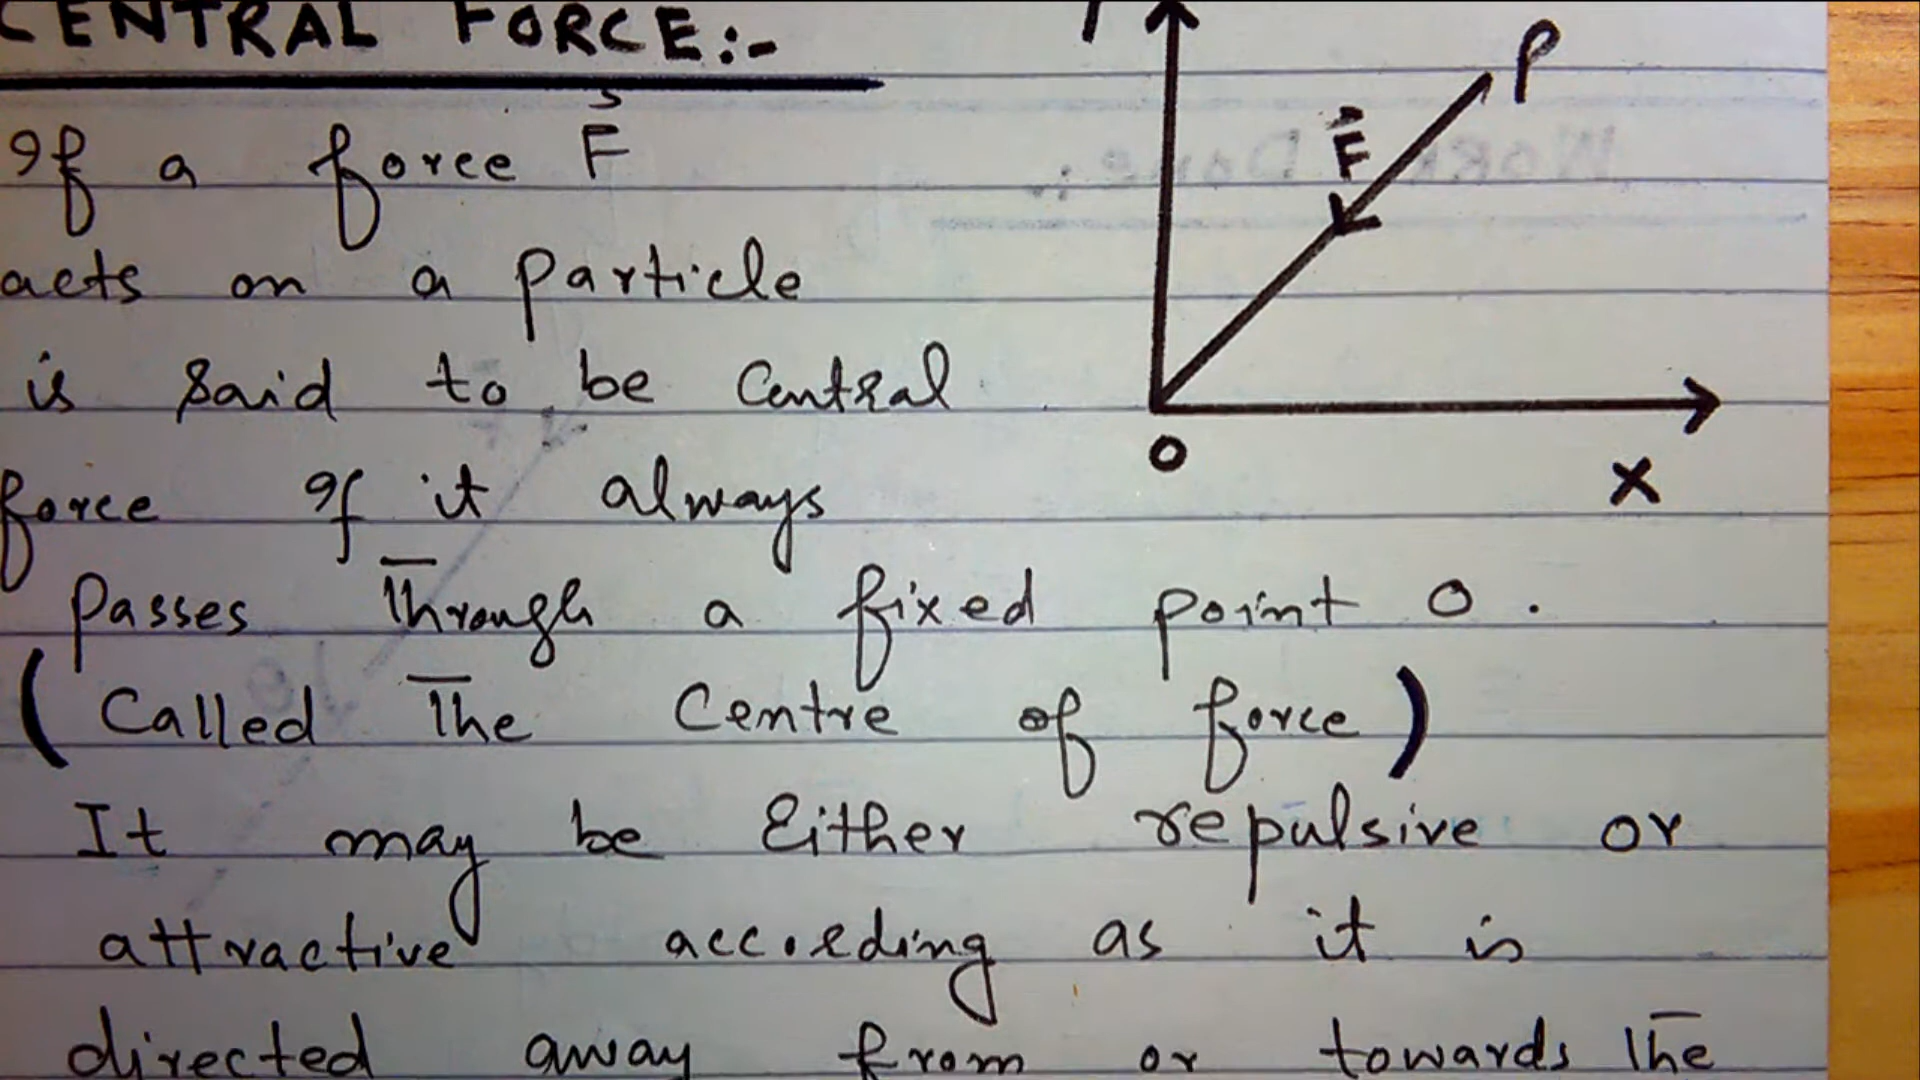 CENTRAL FORCE:-
If a force F
acts on a particle
is said to be Central
force If it always
Passes Through a fixed point O.
(Called The Centre of force)
It may be Either repulsive or
attractive according as it is
directed away from or towards The
P
F
O
X
Work Done:.